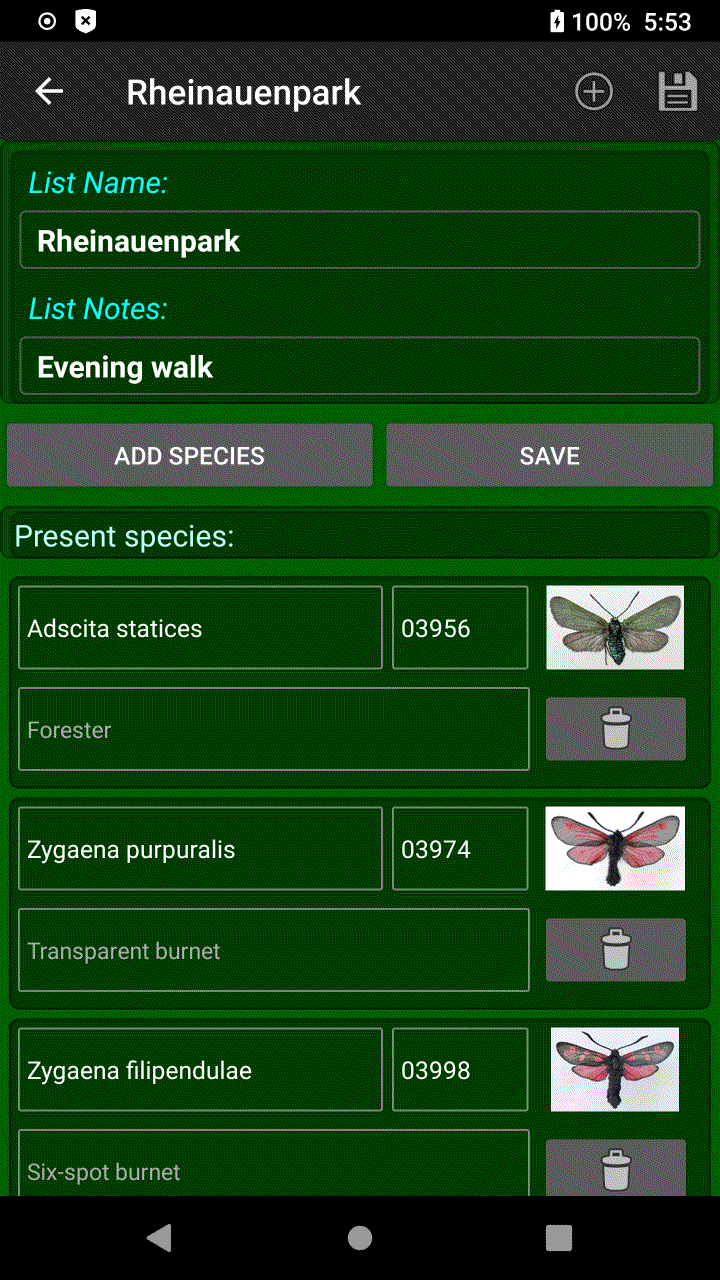 100% 5:53
Rheinauenpark
List Name:
Rheinauenpark
List Notes:
Evening walk
ADD SPECIES SAVE
Present species:
Adscita statices 03956
Forester
Zygaena purpuralis 03974
Transparent burnet
Zygaena filipendulae 03998
Six-spot burnet